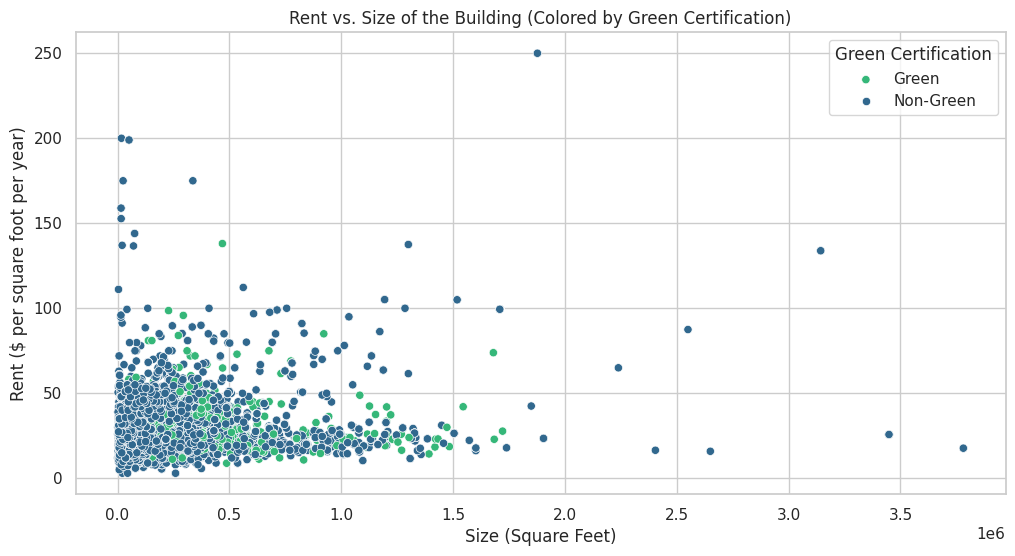 Rent vs. Size of the Building (Colored by Green Certification)
Green Certification
Green
Non-Green
Rent ($ per square foot per year)
250
200
150
100
50
0
0.0 0.5 1.0 1.5 2.0 2.5 3.0 3.5
1e6
Size (Square Feet)